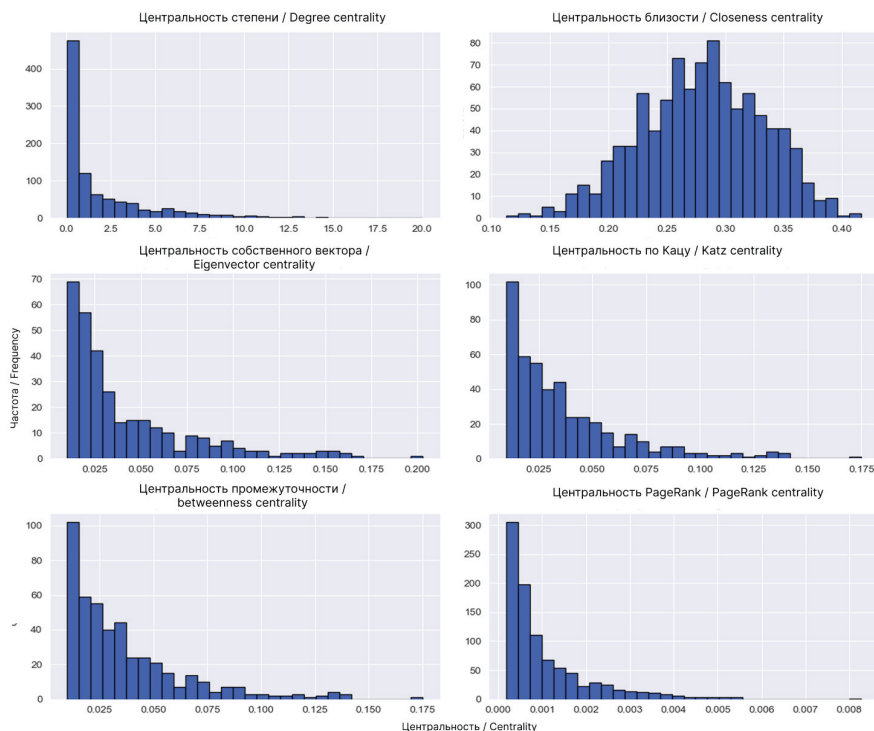 Центральность степени / Degree centrality
Центральность близости / Closeness centrality
400
300
200
100
0
0.0 2.5 5.0 7.5 10.0 12.5 15.0 17.5 20.0
80
70
60
50
40
30
20
10
0
0.10 0.15 0.20 0.25 0.30 0.35 0.40
Центральность собственного вектора /
Eigenvector centrality
Центральность по Кацу / Katz centrality
Частота / Frequency
70
60
50
40
30
20
10
0
0.025 0.050 0.075 0.100 0.125 0.150 0.175 0.200
100
80
60
40
20
0
0.025 0.050 0.075 0.100 0.125 0.150 0.175
Центральность промежуточности /
betweenness centrality
Центральность PageRank / PageRank centrality
100
80
60
40
20
0
0.025 0.050 0.075 0.100 0.125 0.150 0.175
300
250
200
150
100
50
0
0.000 0.001 0.002 0.003 0.004 0.005 0.006 0.007 0.008
Центральность / Centrality